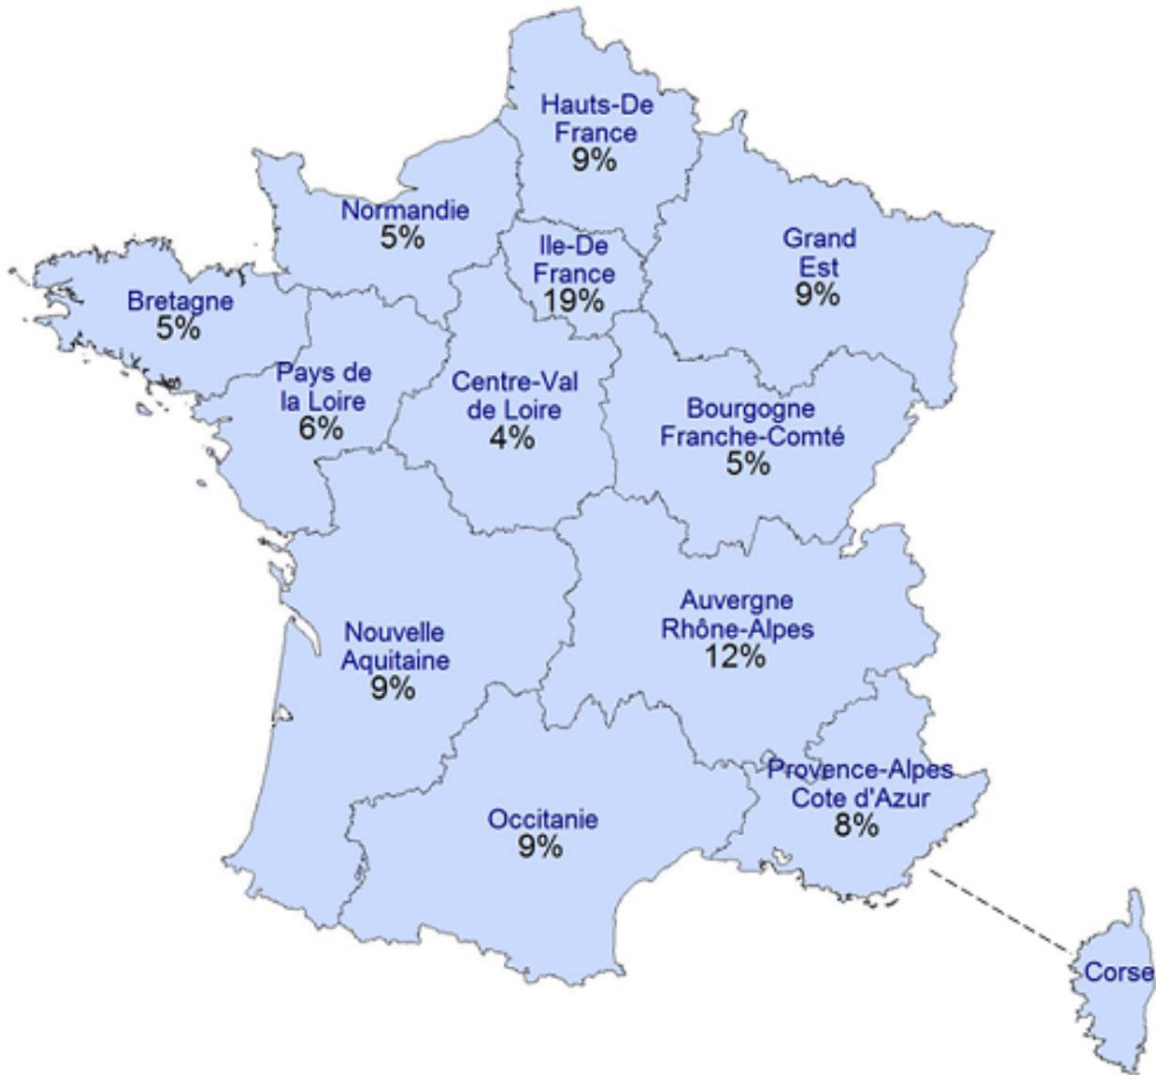 Hauts-De
France
9%
Normandie
5%
Ile-De
France
19%
Grand
Est
9%
Bretagne
5%
Pays de
la Loire
6%
Centre-Val
de Loire
4%
Bourgogne
Franche-Comté
5%
Auvergne
Rhône-Alpes
12%
Nouvelle
Aquitaine
9%
Provence-Alpes
Cote d'Azur
8%
Occitanie
9%
Corse